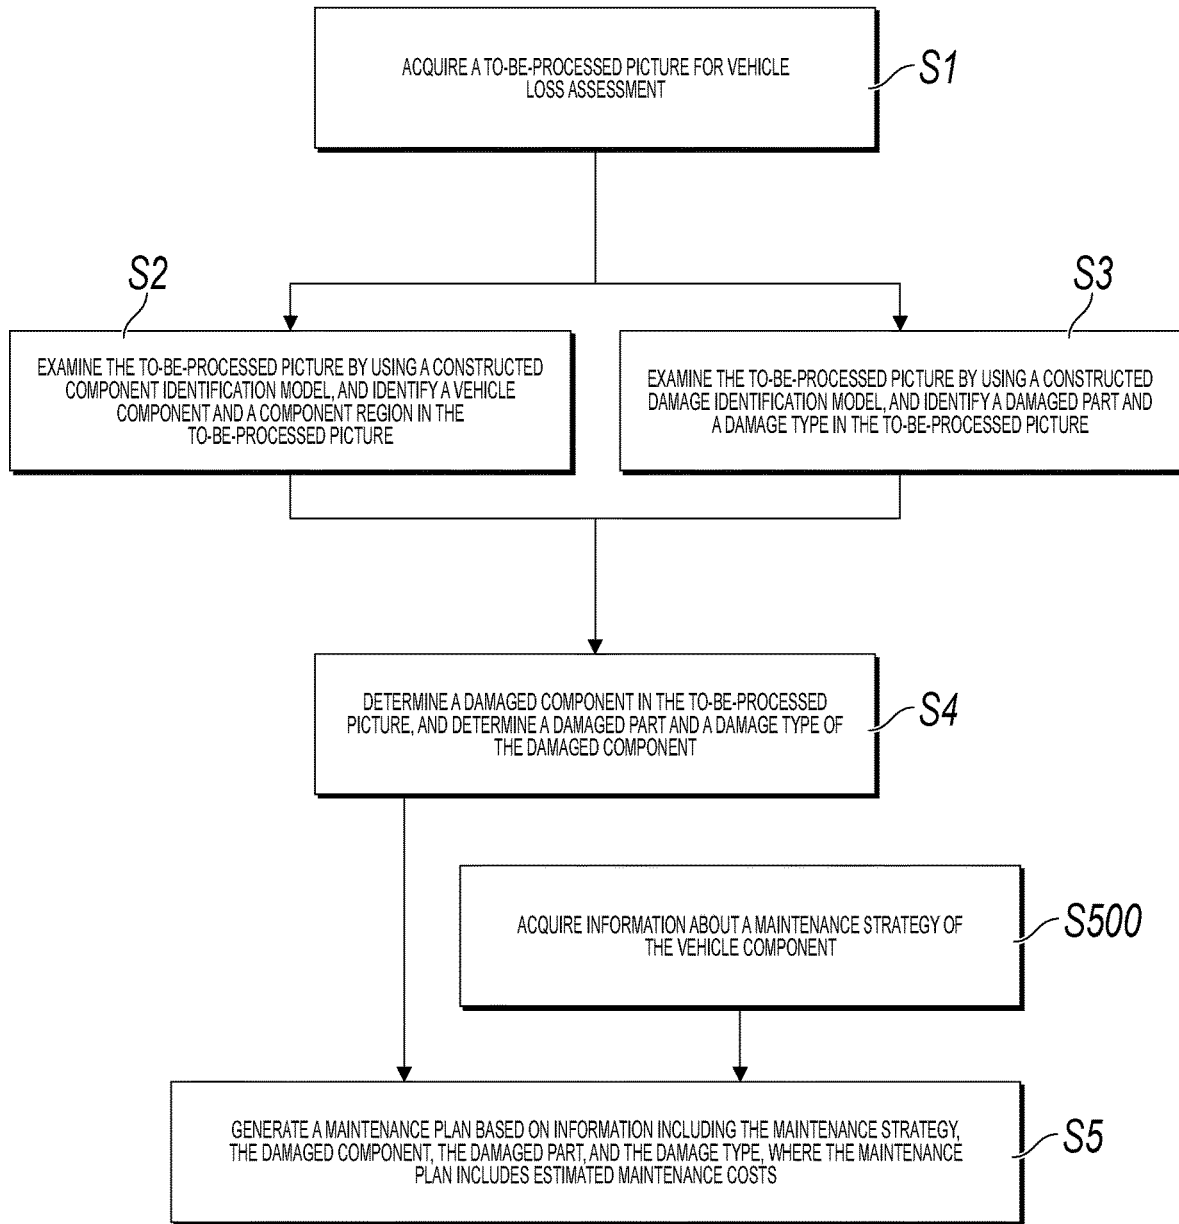 ACQUIRE A TO-BE-PROCESSED PICTURE FOR VEHICLE
LOSS ASSESSMENT
S1
S2
S3
EXAMINE THE TO-BE-PROCESSED PICTURE BY USING A CONSTRUCTED
COMPONENT IDENTIFICATION MODEL, AND IDENTIFY A VEHICLE
COMPONENT AND A COMPONENT REGION IN THE
TO-BE-PROCESSED PICTURE
EXAMINE THE TO-BE-PROCESSED PICTURE BY USING A CONSTRUCTED
DAMAGE IDENTIFICATION MODEL, AND IDENTIFY A DAMAGED PART AND
A DAMAGE TYPE IN THE TO-BE-PROCESSED PICTURE
DETERMINE A DAMAGED COMPONENT IN THE TO-BE-PROCESSED
PICTURE, AND DETERMINE A DAMAGED PART AND A DAMAGE TYPE OF
THE DAMAGED COMPONENT
S4
ACQUIRE INFORMATION ABOUT A MAINTENANCE STRATEGY OF
THE VEHICLE COMPONENT
S500
GENERATE A MAINTENANCE PLAN BASED ON INFORMATION INCLUDING THE MAINTENANCE STRATEGY,
THE DAMAGED COMPONENT, THE DAMAGED PART, AND THE DAMAGE TYPE, WHERE THE MAINTENANCE
PLAN INCLUDES ESTIMATED MAINTENANCE COSTS
S5